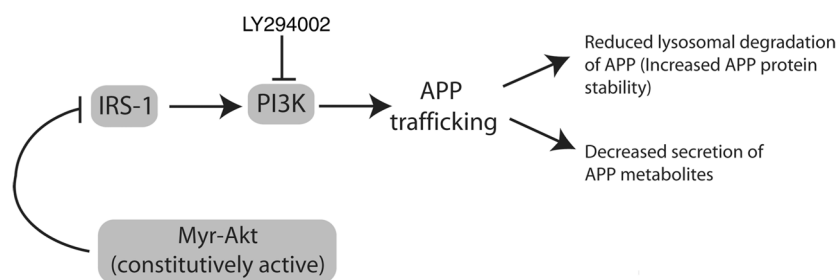 LY294002
IRS-1
PI3K
APP
trafficking
Reduced lysosomal degradation
of APP (Increased APP protein
stability)
Decreased secretion of
APP metabolites
Myr-Akt
(constitutively active)